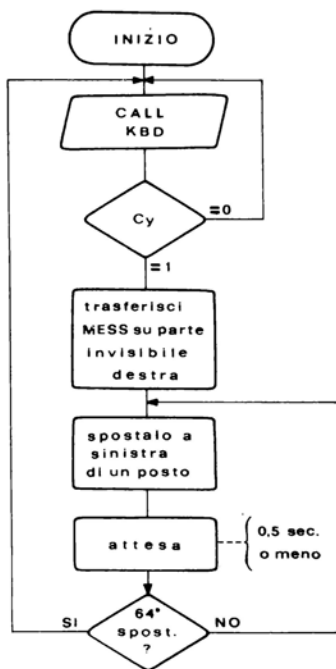 INIZIO
CALL
KBD
Cy
=0
=1
trasferisci
MESS su parte
invisibile
destra
spostalo a
sinistra
di un posto
attesa
0,5 sec.
o meno
SI
64°
spost.
?
NO